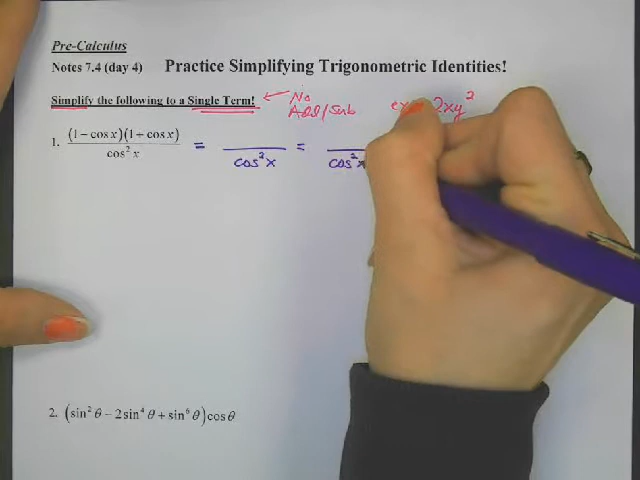 Pre-Calculus
Notes 7.4 (day 4) Practice Simplifying Trigonometric Identities!
Simplify the following to a Single Term! No Add/Sub 2xy²
1. (1 − cos x)(1 + cos x) / cos² x = / cos² x = / cos² x
2. (sin² θ − 2sin⁴ θ + sin⁶ θ)cos θ